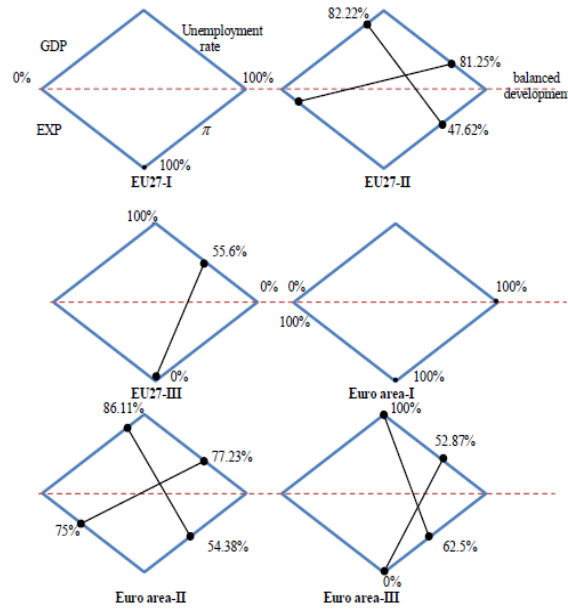 82.22%
GDP
Unemployment
rate
81.25%
0%
100%
balanced
development
EXP
π
47.62%
100%
EU27-I
EU27-II
100%
55.6%
0%
0%
100%
100%
0%
100%
EU27-III
Euro area-I
86.11%
100%
77.23%
52.87%
75%
54.38%
62.5%
0%
Euro area-II
Euro area-III